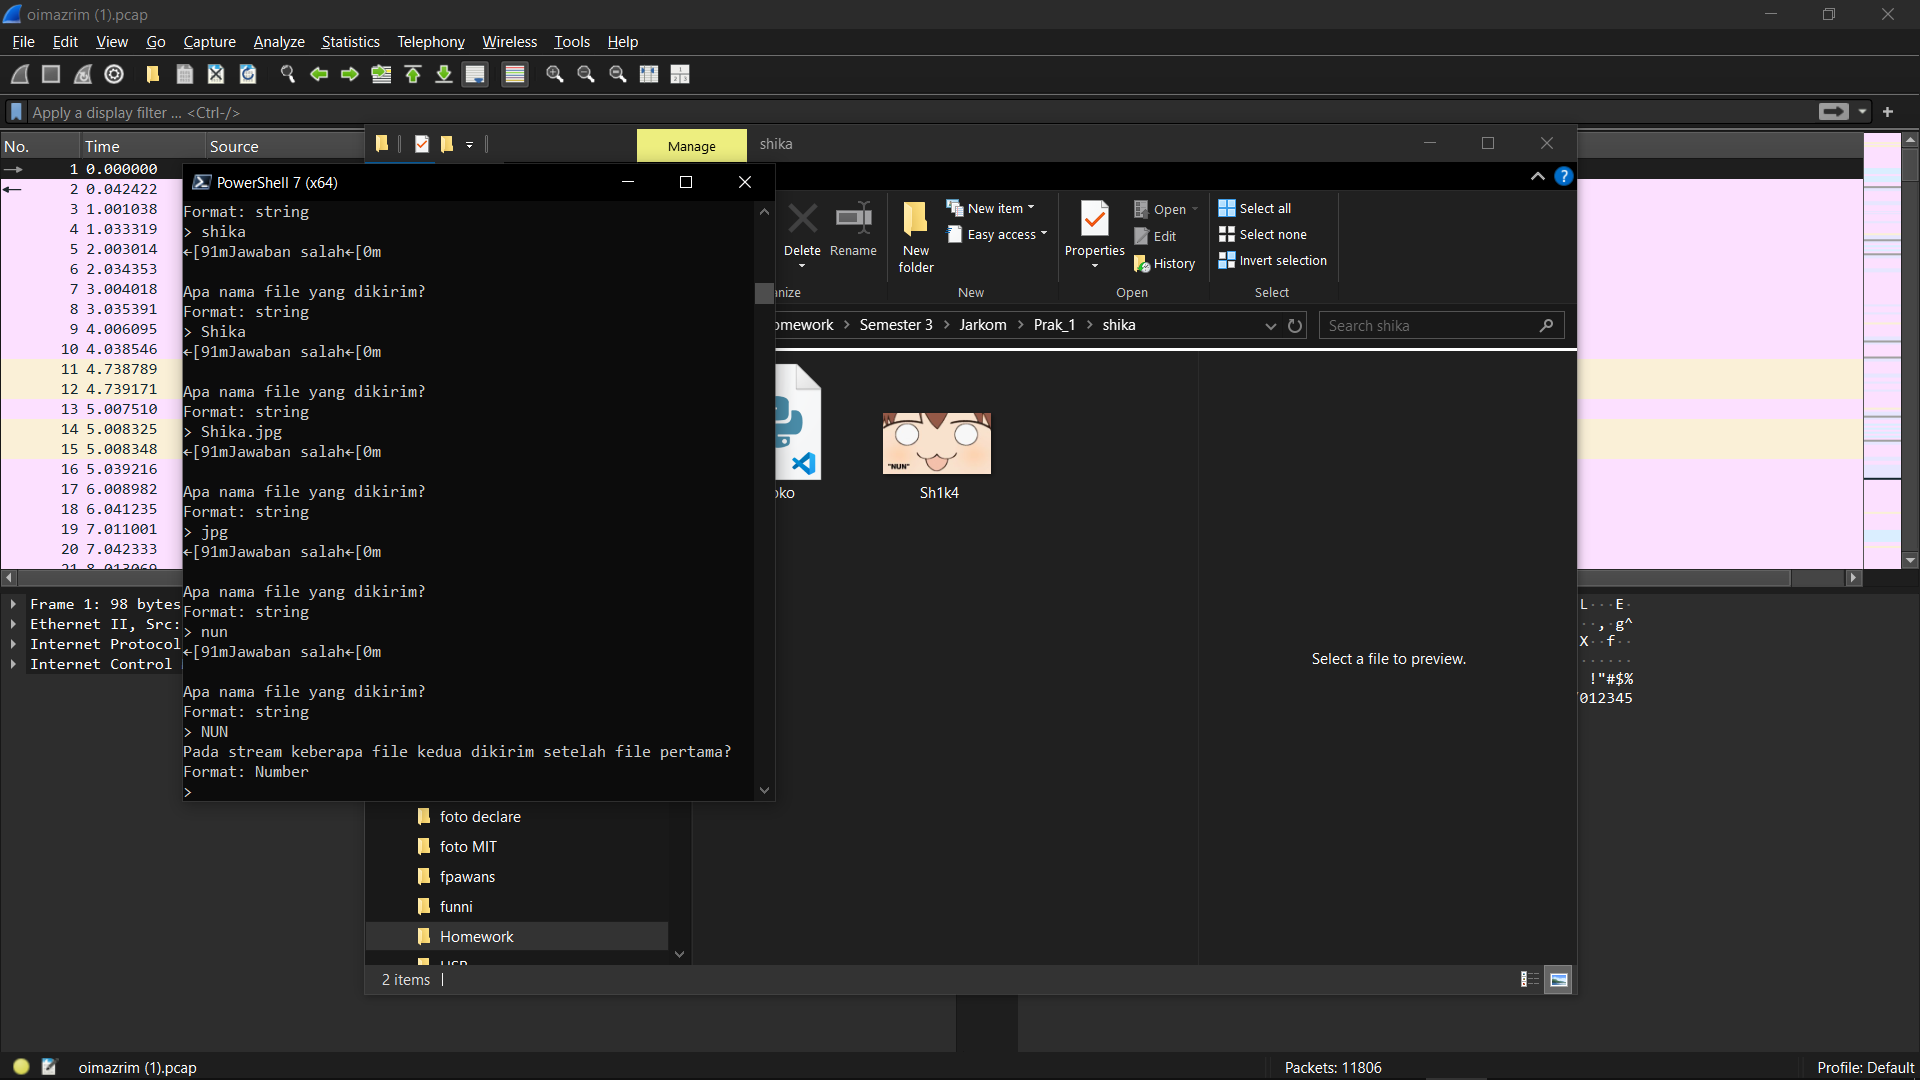 oimazrim (1).pcap
File Edit View Go Capture Analyze Statistics Telephony Wireless Tools Help
Apply a display filter ... <Ctrl-/>
No. Time Source
1 0.000000
2 0.042422
3 1.001038
4 1.033319
5 2.003014
6 2.034353
7 3.004018
8 3.035391
9 4.006095
10 4.038546
11 4.738789
12 4.739171
13 5.007510
14 5.008325
15 5.008348
16 5.039216
17 6.008982
18 6.041235
19 7.011001
20 7.042333
21 8.013069
Frame 1: 98 bytes
Ethernet II, Src:
Internet Protocol
Internet Control
PowerShell 7 (x64)
Format: string
> shika
←[91mJawaban salah←[0m
Apa nama file yang dikirim?
Format: string
> Shika
←[91mJawaban salah←[0m
Apa nama file yang dikirim?
Format: string
> Shika.jpg
←[91mJawaban salah←[0m
Apa nama file yang dikirim?
Format: string
> jpg
←[91mJawaban salah←[0m
Apa nama file yang dikirim?
Format: string
> nun
←[91mJawaban salah←[0m
Apa nama file yang dikirim?
Format: string
> NUN
Pada stream keberapa file kedua dikirim setelah file pertama?
Format: Number
>
Manage shika
Delete
Rename
New folder
New item
Easy access
New
Properties
Open
Edit
History
Open
Select all
Select none
Invert selection
Select
nize
omework > Semester 3 > Jarkom > Prak_1 > shika
Search shika
oko
"NUN"
Sh1k4
Select a file to preview.
foto declare
foto MIT
fpawans
funni
Homework
2 items
L···E·
··,·g^
X··f··
······
!"#$%
'012345
oimazrim (1).pcap
Packets: 11806
Profile: Default